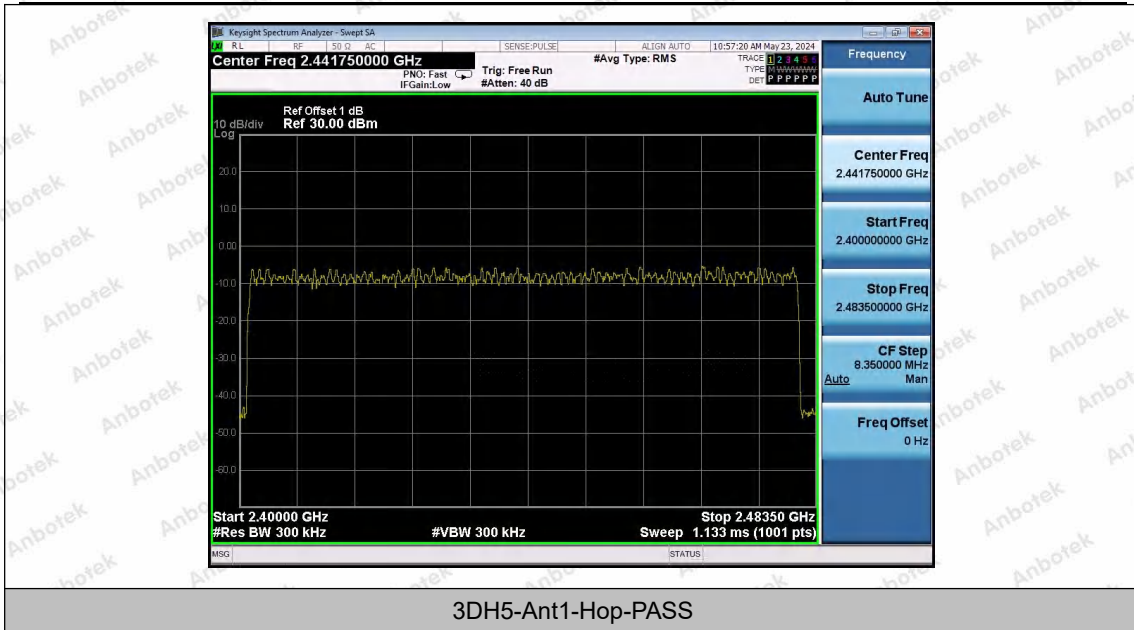 Keysight Spectrum Analyzer - Swept SA
RL RF 50 Ω AC SENSE:PULSE ALIGN AUTO 10:57:20 AM May 23, 2024
Center Freq 2.441750000 GHz
PNO: Fast
IFGain:Low
Trig: Free Run
#Atten: 40 dB
#Avg Type: RMS
TRACE 1 2 3 4 5 6
TYPE M
DET P P P P P P
Ref Offset 1 dB
10 dB/div Ref 30.00 dBm
Log
20.0
10.0
0.00
-10.0
-20.0
-30.0
-40.0
-50.0
-60.0
Start 2.40000 GHz
Stop 2.48350 GHz
#Res BW 300 kHz
#VBW 300 kHz
Sweep 1.133 ms (1001 pts)
MSG
STATUS
Frequency
Auto Tune
Center Freq
2.441750000 GHz
Start Freq
2.400000000 GHz
Stop Freq
2.483500000 GHz
CF Step
8.350000 MHz
Auto Man
Freq Offset
0 Hz
3DH5-Ant1-Hop-PASS
Anbotek